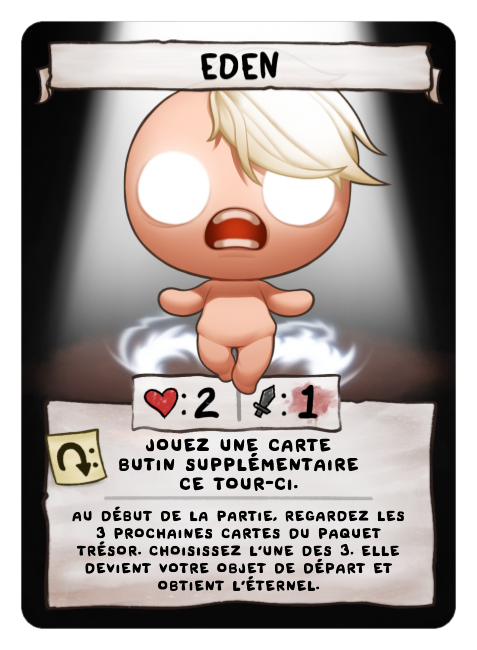 EDEN
:2 :1
JOUEZ UNE CARTE
BUTIN SUPPLÉMENTAIRE
CE TOUR-CI.
AU DÉBUT DE LA PARTIE, REGARDEZ LES
3 PROCHAINES CARTES DU PAQUET
TRÉSOR. CHOISISSEZ L'UNE DES 3. ELLE
DEVIENT VOTRE OBJET DE DÉPART ET
OBTIENT L'ÉTERNEL.